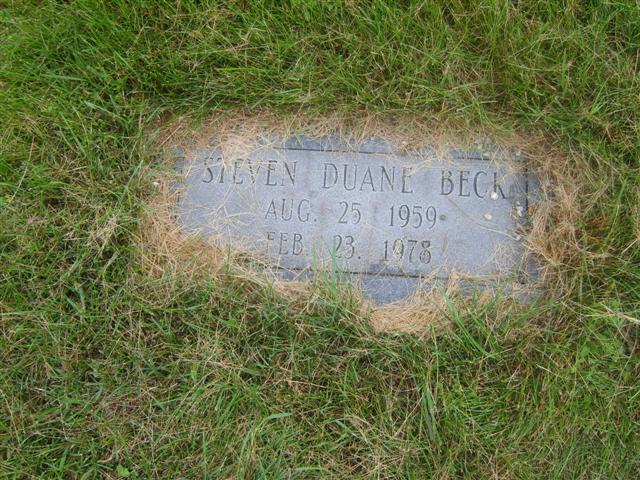 STEVEN DUANE BECK
AUG. 25 1959
FEB. 23. 1978